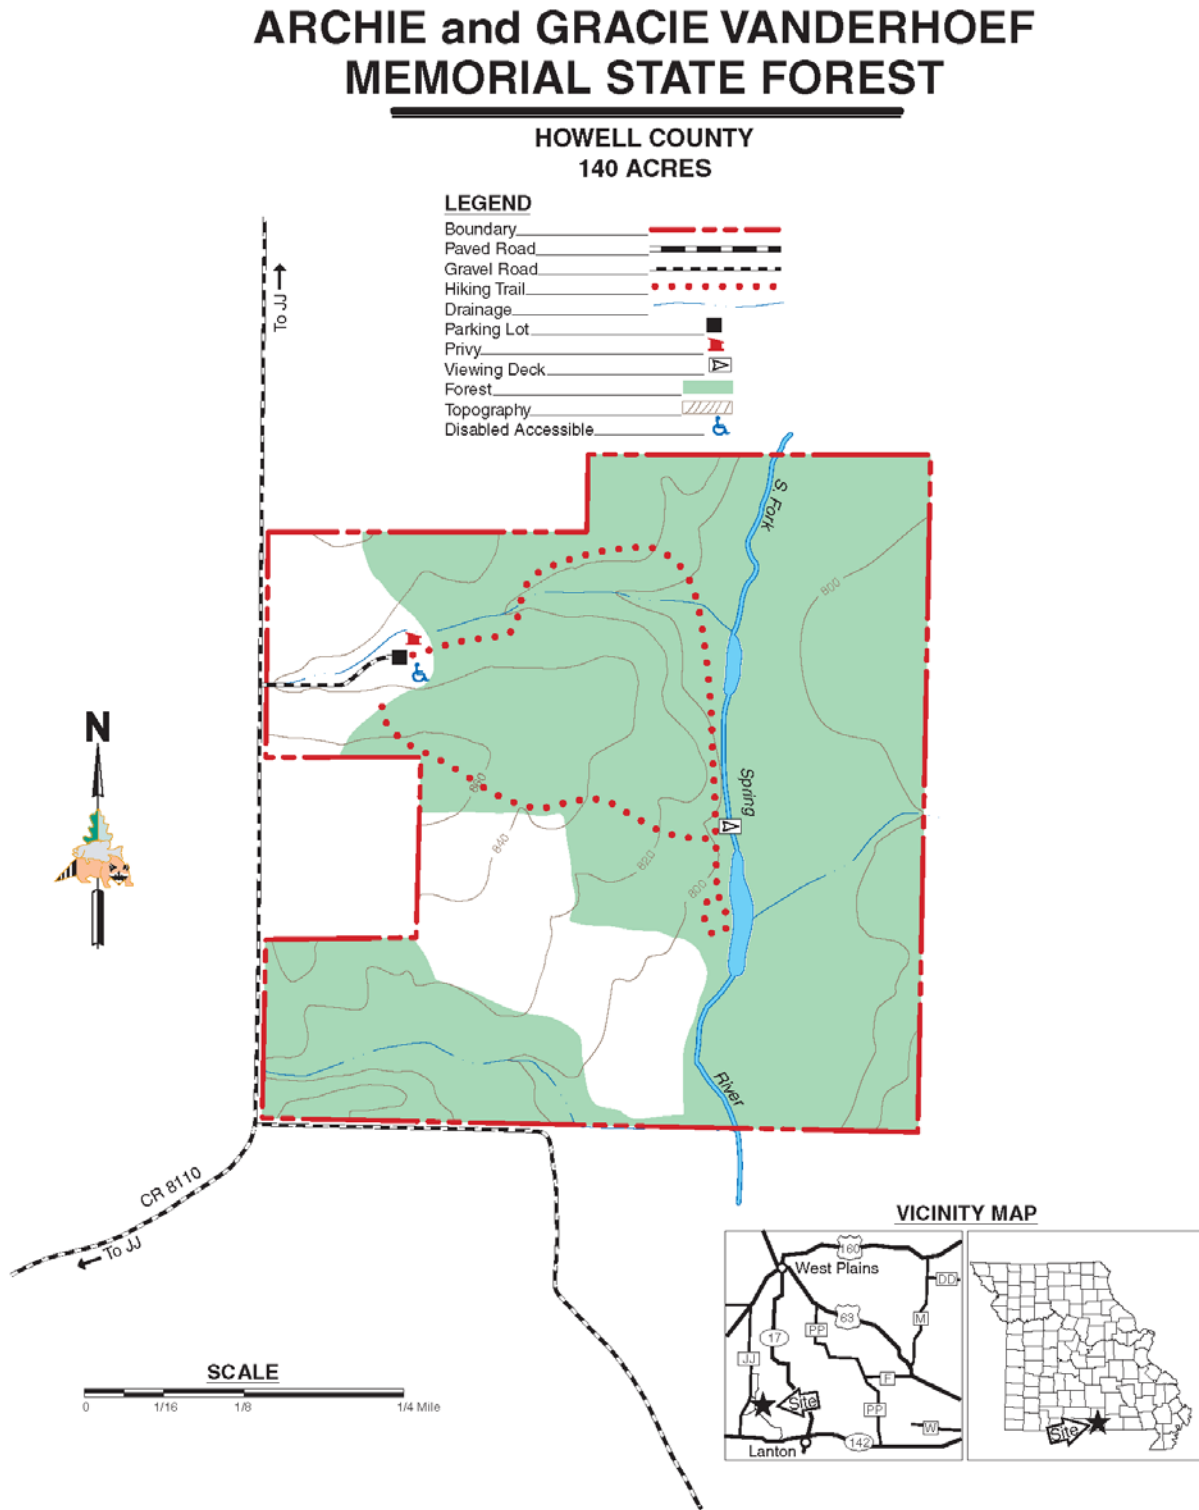 ARCHIE and GRACIE VANDERHOEF
MEMORIAL STATE FOREST
HOWELL COUNTY
140 ACRES
LEGEND
Boundary
Paved Road
Gravel Road
Hiking Trail
Drainage
Parking Lot
Privy
Viewing Deck
Forest
Topography
Disabled Accessible
To JJ
S. Fork
800
N
Spring
860
840
820
800
River
CR 8110
To JJ
VICINITY MAP
160
West Plains
DD
63
M
17
PP
JJ
F
Site
PP
W
142
Lanton
Site
SCALE
0 1/16 1/8 1/4 Mile